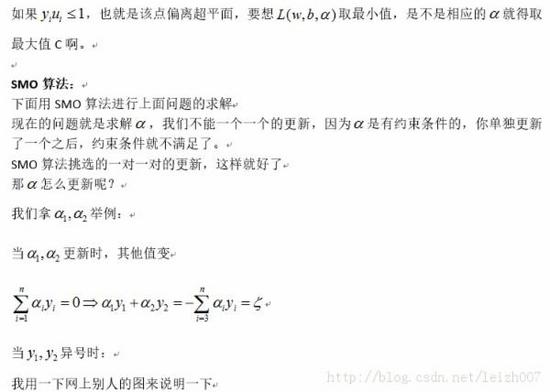 如果 yᵢuᵢ ≤ 1，也就是该点偏离超平面，要想 L(w,b,α) 取最小值，是不是相应的 α 就得取
最大值 C 啊。
SMO 算法：
下面用 SMO 算法进行上面问题的求解
现在的问题就是求解 α，我们不能一个一个的更新，因为 α 是有约束条件的，你单独更新
了一个之后，约束条件就不满足了。
SMO 算法挑选的一对一对的更新，这样就好了
那 α 怎么更新呢？
我们拿 α₁,α₂ 举例：
当 α₁,α₂ 更新时，其他值变
∑ᵢ₌₁ⁿ αᵢyᵢ = 0 ⇒ α₁y₁ + α₂y₂ = -∑ᵢ₌₃ⁿ αᵢyᵢ = ζ
当 y₁,y₂ 异号时：
我用一下网上别人的图来说明一下
http://blog.csdn.net/leizh007